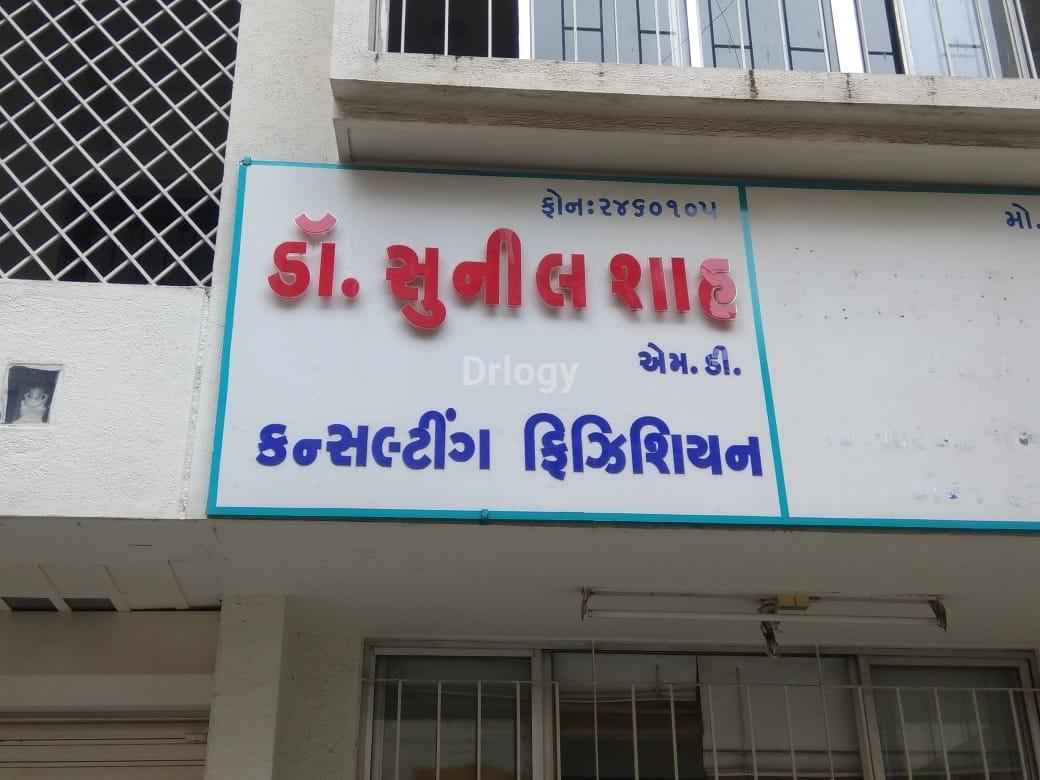 ફોન:૨૪૬૦૧૦૫
મો.
ડૉ. સુનીલ શાહ
એમ. ડી.
Drlogy
કન્સલ્ટીંગ ફિઝિશિયન